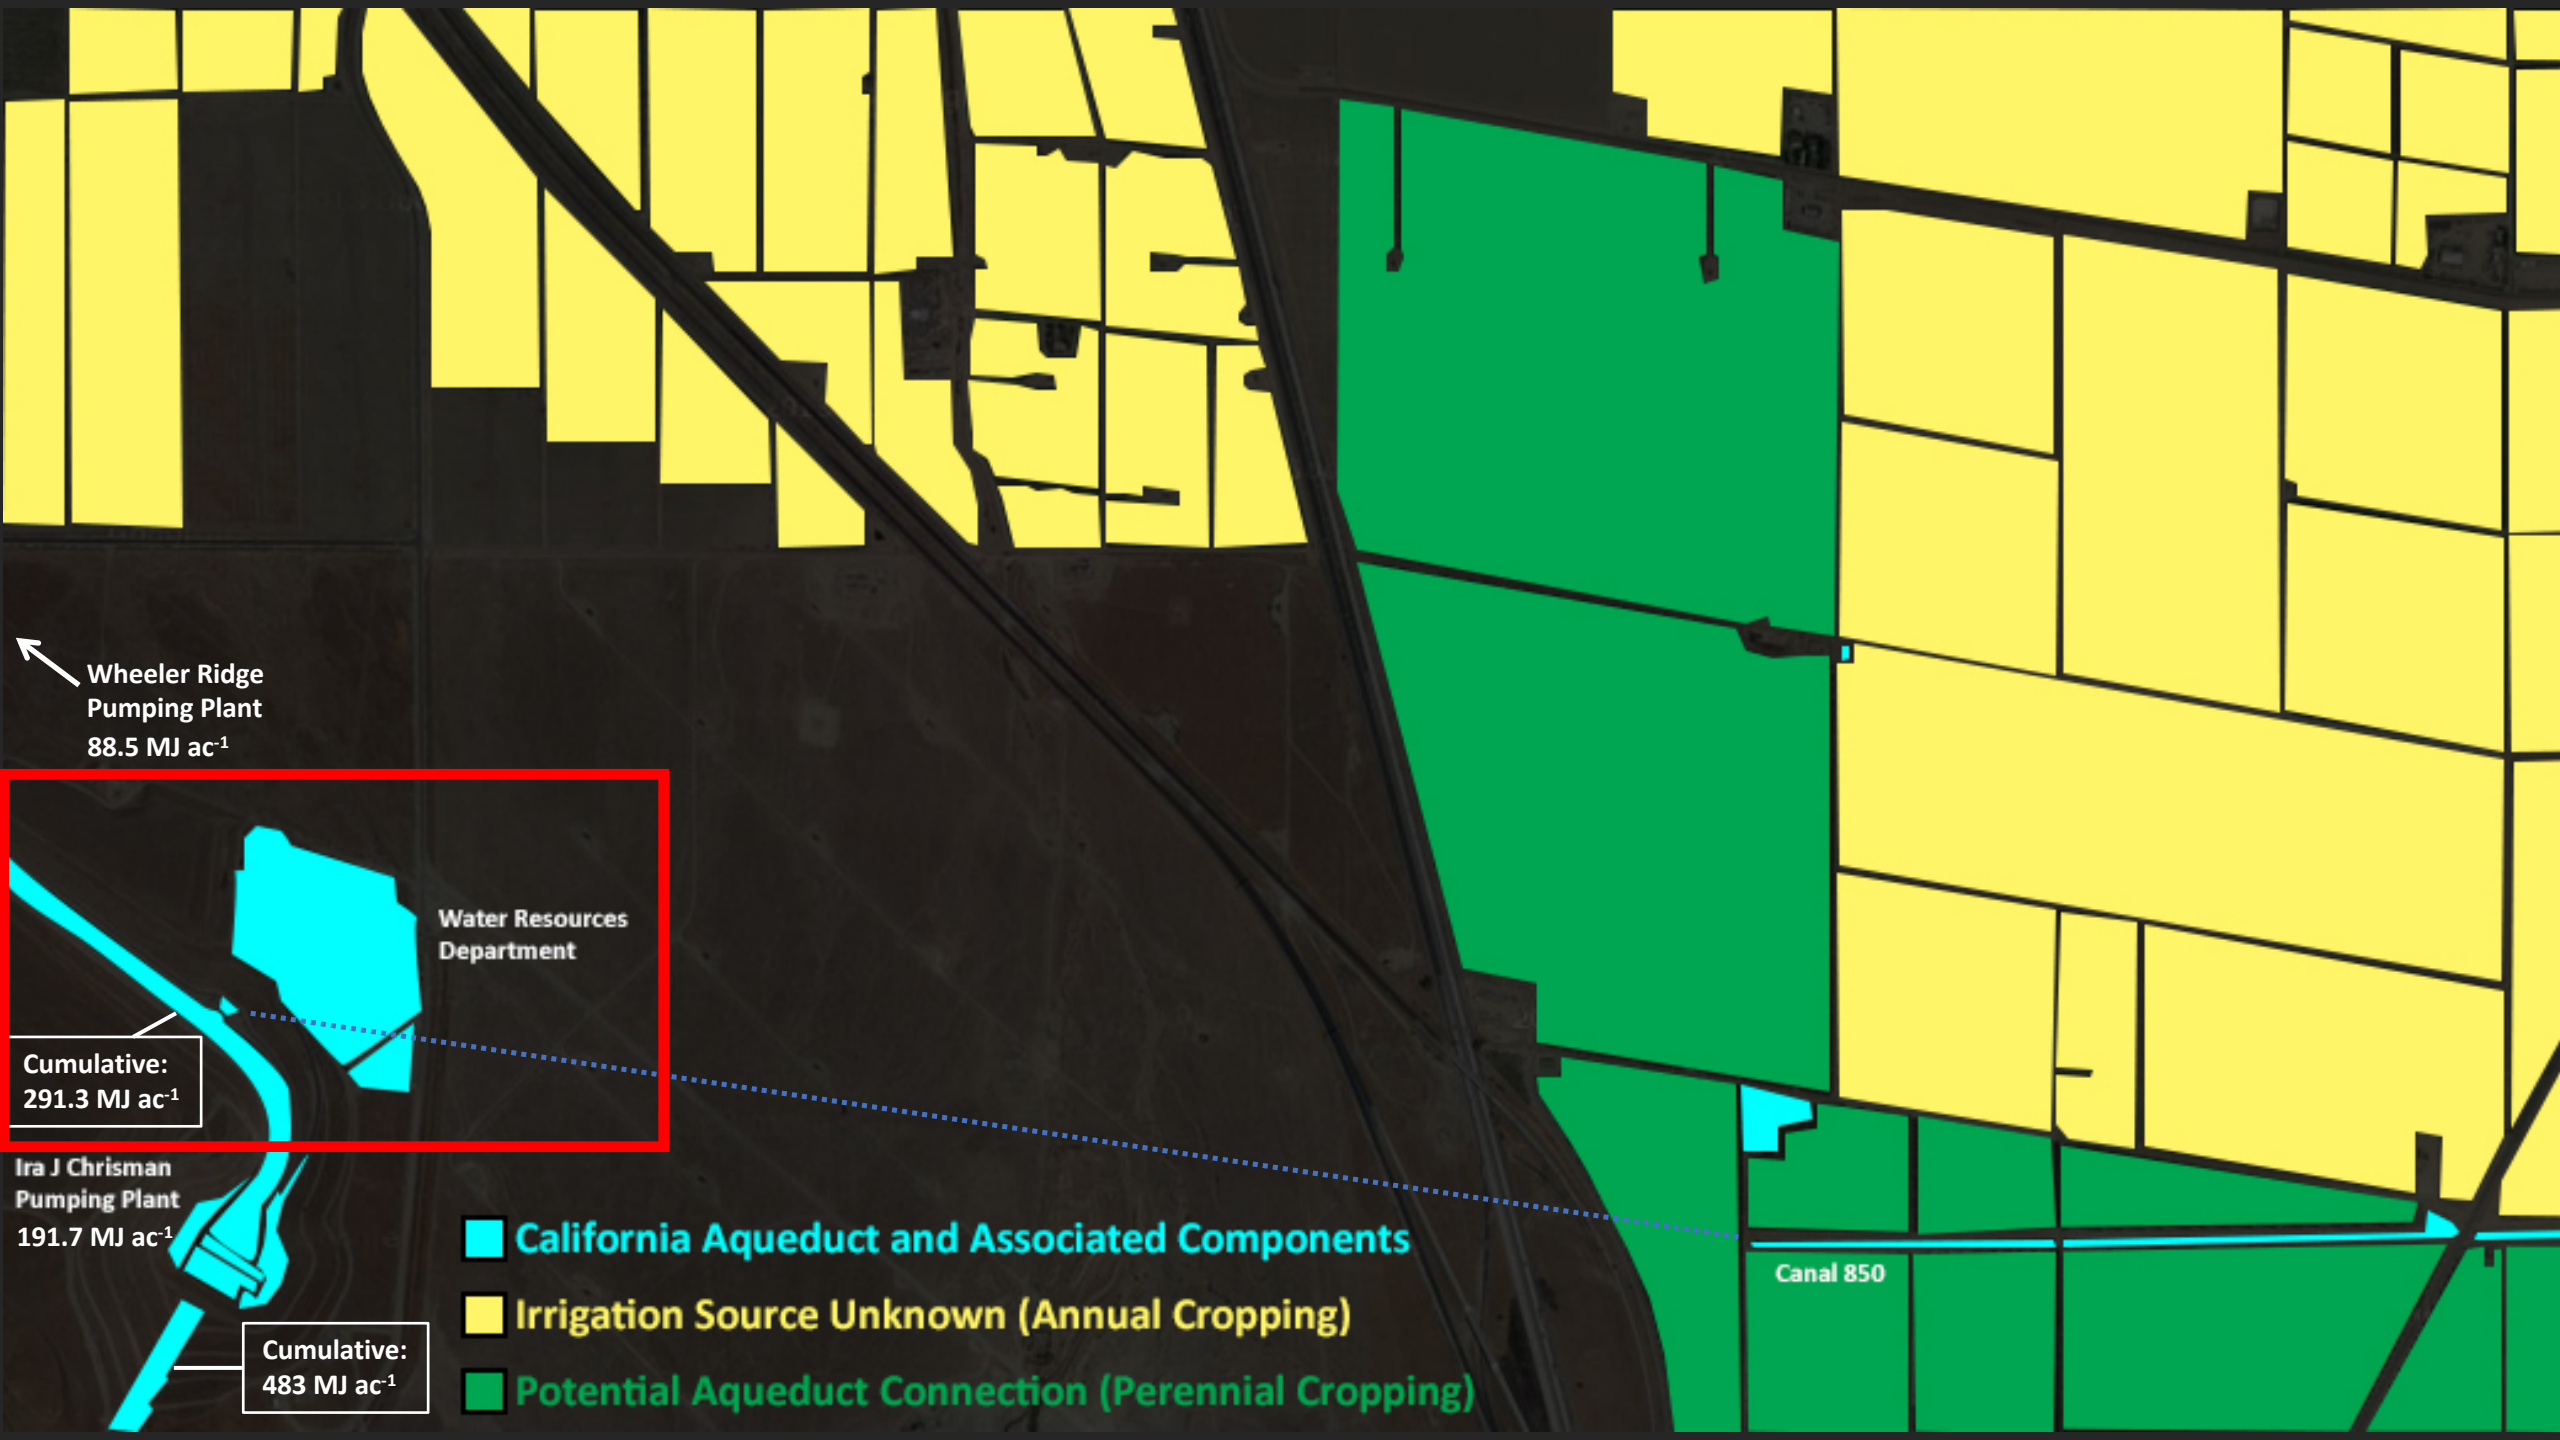 Wheeler Ridge
Pumping Plant
88.5 MJ ac⁻¹
Water Resources
Department
Cumulative:
291.3 MJ ac⁻¹
Ira J Chrisman
Pumping Plant
191.7 MJ ac⁻¹
Cumulative:
483 MJ ac⁻¹
California Aqueduct and Associated Components
Irrigation Source Unknown (Annual Cropping)
Potential Aqueduct Connection (Perennial Cropping)
Canal 850